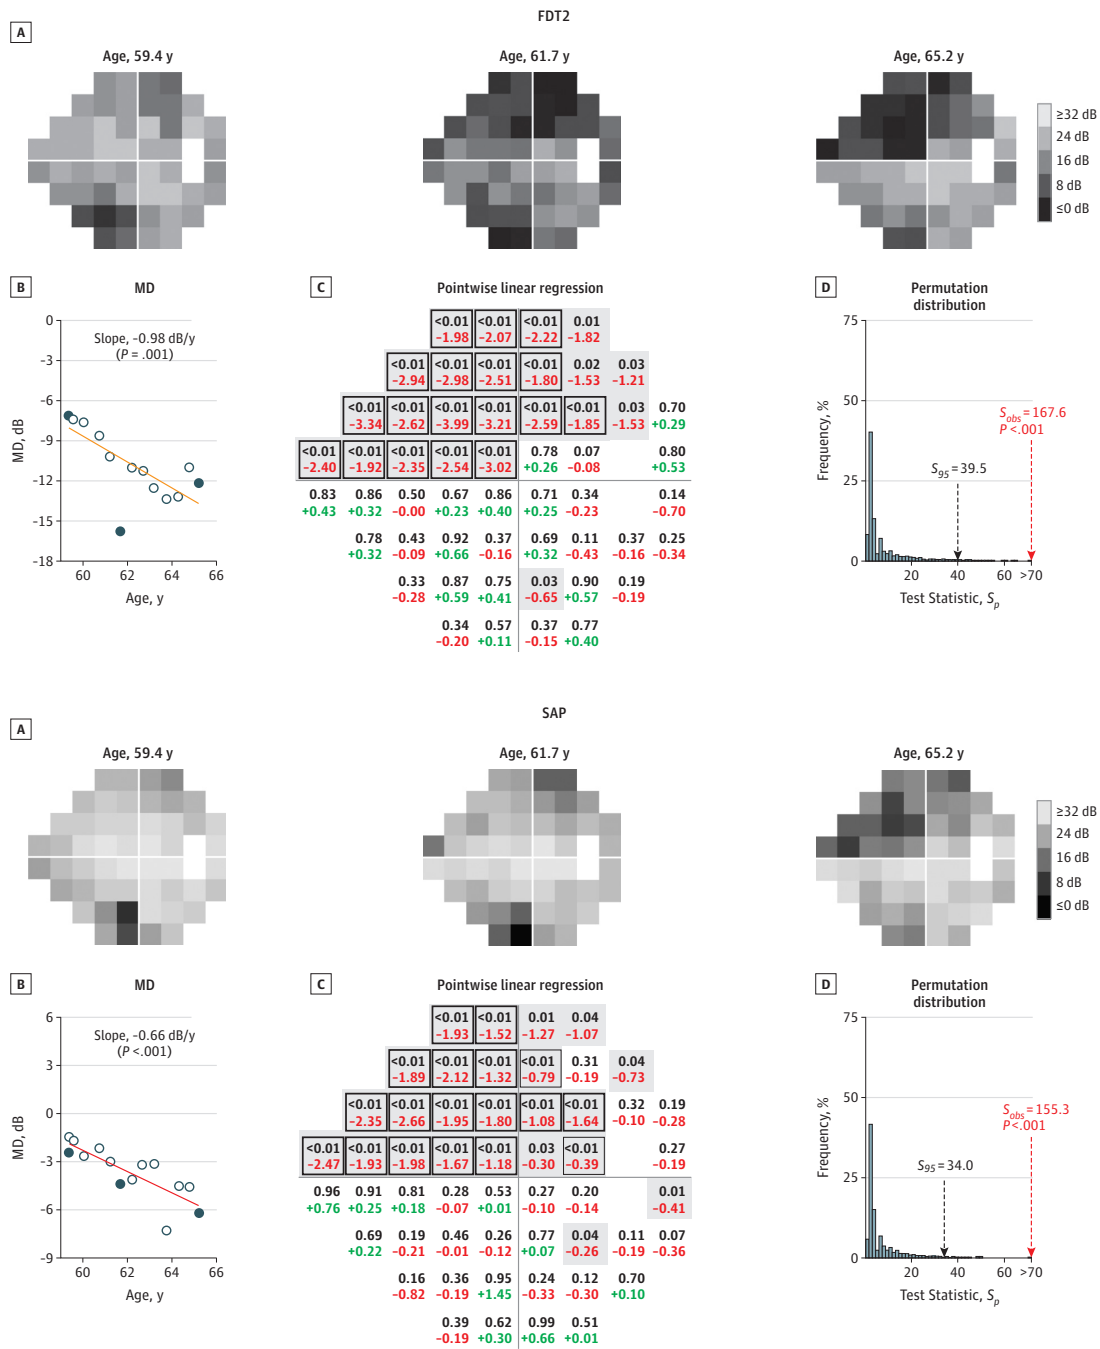 FDT2
A
Age, 59.4 y
Age, 61.7 y
Age, 65.2 y
≥32 dB
24 dB
16 dB
8 dB
≤0 dB
B
MD
Slope, –0.98 dB/y
(P = .001)
MD, dB
0
–3
–6
–9
–12
–15
–18
60 62 64 66
Age, y
C
Pointwise linear regression
<0.01 <0.01 <0.01 0.01
–1.98 –2.07 –2.22 –1.82
<0.01 <0.01 <0.01 <0.01 0.02 0.03
–2.94 –2.98 –2.51 –1.80 –1.53 –1.21
<0.01 <0.01 <0.01 <0.01 <0.01 <0.01 0.03 0.70
–3.34 –2.62 –3.99 –3.21 –2.59 –1.85 –1.53 +0.29
<0.01 <0.01 <0.01 <0.01 <0.01 0.78 0.07 0.80
–2.40 –1.92 –2.35 –2.54 –3.02 +0.26 –0.08 +0.53
0.83 0.86 0.50 0.67 0.86 0.71 0.34 0.14
+0.43 +0.32 –0.00 +0.23 +0.40 +0.25 –0.23 –0.70
0.78 0.43 0.92 0.37 0.69 0.11 0.37 0.25
+0.32 –0.09 +0.66 –0.16 +0.32 –0.43 –0.16 –0.34
0.33 0.87 0.75 0.03 0.90 0.19
–0.28 +0.59 +0.41 –0.65 +0.57 –0.19
0.34 0.57 0.37 0.77
–0.20 +0.11 –0.15 +0.40
D
Permutation
distribution
Frequency, %
75
50
25
0
S95 = 39.5
Sobs = 167.6
P <.001
20 40 60 >70
Test Statistic, Sp
SAP
A
Age, 59.4 y
Age, 61.7 y
Age, 65.2 y
≥32 dB
24 dB
16 dB
8 dB
≤0 dB
B
MD
Slope, –0.66 dB/y
(P <.001)
MD, dB
6
3
0
–3
–6
–9
60 62 64 66
Age, y
C
Pointwise linear regression
<0.01 <0.01 0.01 0.04
–1.93 –1.52 –1.27 –1.07
<0.01 <0.01 <0.01 <0.01 0.31 0.04
–1.89 –2.12 –1.32 –0.79 –0.19 –0.73
<0.01 <0.01 <0.01 <0.01 <0.01 <0.01 0.32 0.19
–2.35 –2.66 –1.95 –1.80 –1.08 –1.64 –0.10 –0.28
<0.01 <0.01 <0.01 <0.01 <0.01 0.03 <0.01 0.27
–2.47 –1.93 –1.98 –1.67 –1.18 –0.30 –0.39 –0.19
0.96 0.91 0.81 0.28 0.53 0.27 0.20 0.01
+0.76 +0.25 +0.18 –0.07 +0.01 –0.10 –0.14 –0.41
0.69 0.19 0.46 0.26 0.77 0.04 0.11 0.07
+0.22 –0.21 –0.01 –0.12 +0.07 –0.26 –0.19 –0.36
0.16 0.36 0.95 0.24 0.12 0.70
–0.82 –0.19 +1.45 –0.33 –0.30 +0.10
0.39 0.62 0.99 0.51
–0.19 +0.30 +0.66 +0.01
D
Permutation
distribution
Frequency, %
75
50
25
0
S95 = 34.0
Sobs = 155.3
P <.001
20 40 60 >70
Test Statistic, Sp